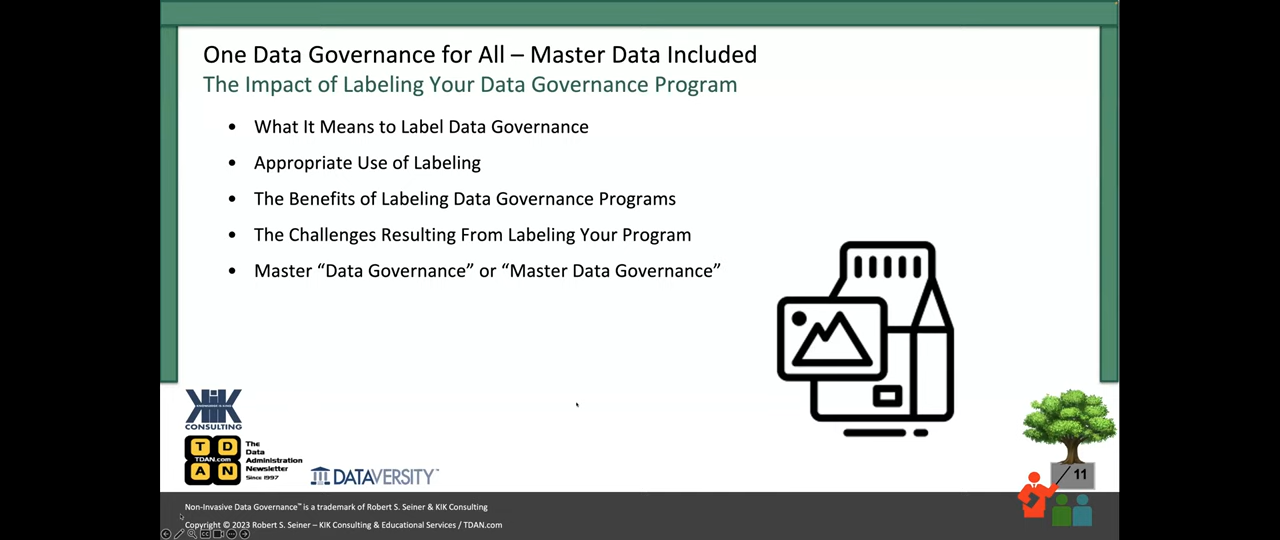 One Data Governance for All – Master Data Included
The Impact of Labeling Your Data Governance Program
• What It Means to Label Data Governance
• Appropriate Use of Labeling
• The Benefits of Labeling Data Governance Programs
• The Challenges Resulting From Labeling Your Program
• Master “Data Governance” or “Master Data Governance”
KIK
CONSULTING
T D
TDAN.com
A N
The
Data
Administration
Newsletter
Since 1997
DATAVERSITY™
11
Non-Invasive Data Governance™ is a trademark of Robert S. Seiner & KIK Consulting
Copyright © 2023 Robert S. Seiner – KIK Consulting & Educational Services / TDAN.com